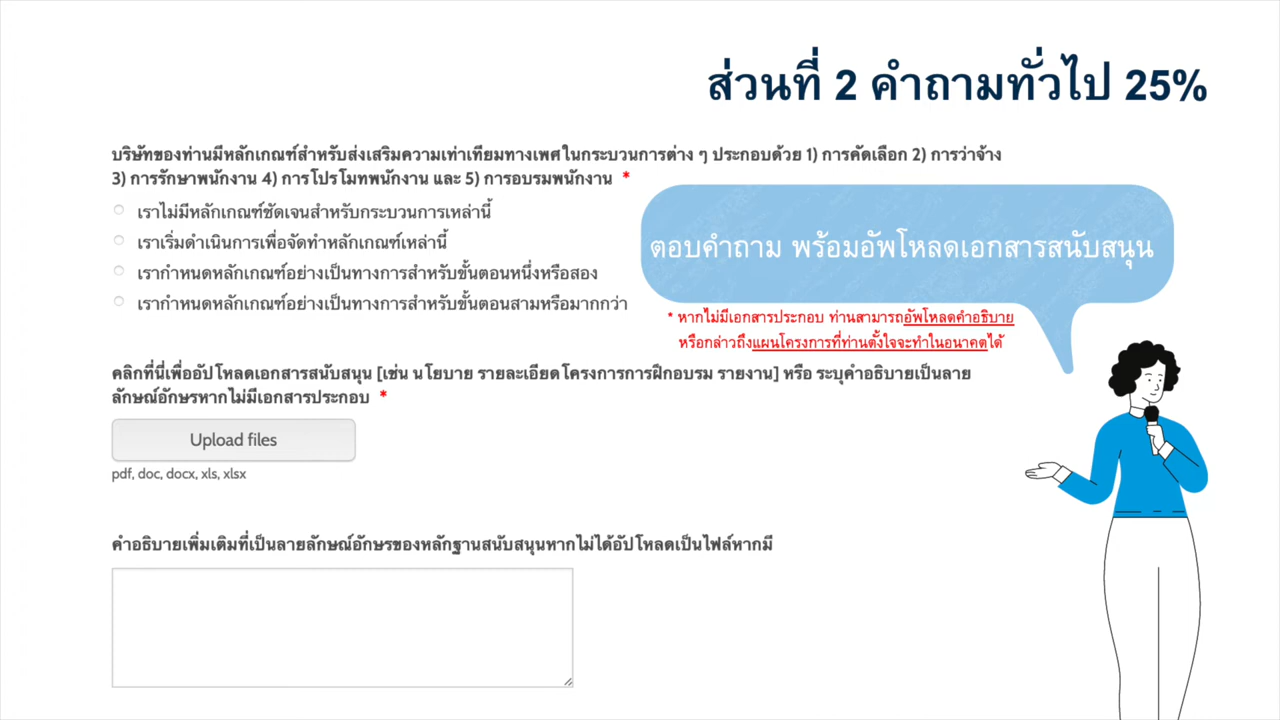 ส่วนที่ 2 คำถามทั่วไป 25%
บริษัทของท่านมีหลักเกณฑ์สำหรับส่งเสริมความเท่าเทียมทางเพศในกระบวนการต่าง ๆ ประกอบด้วย 1) การคัดเลือก 2) การว่าจ้าง
3) การรักษาพนักงาน 4) การโปรโมทพนักงาน และ 5) การอบรมพนักงาน *
เราไม่มีหลักเกณฑ์ชัดเจนสำหรับกระบวนการเหล่านี้
เราเริ่มดำเนินการเพื่อจัดทำหลักเกณฑ์เหล่านี้
เรากำหนดหลักเกณฑ์อย่างเป็นทางการสำหรับขั้นตอนหนึ่งหรือสอง
เรากำหนดหลักเกณฑ์อย่างเป็นทางการสำหรับขั้นตอนสามหรือมากกว่า
ตอบคำถาม พร้อมอัพโหลดเอกสารสนับสนุน
* หากไม่มีเอกสารประกอบ ท่านสามารถอัพโหลดคำอธิบาย
หรือกล่าวถึงแผนโครงการที่ท่านตั้งใจจะทำในอนาคตได้
คลิกที่นี่เพื่ออัปโหลดเอกสารสนับสนุน [เช่น นโยบาย รายละเอียดโครงการการฝึกอบรม รายงาน] หรือ ระบุคำอธิบายเป็นลาย
ลักษณ์อักษรหากไม่มีเอกสารประกอบ *
Upload files
pdf, doc, docx, xls, xlsx
คำอธิบายเพิ่มเติมที่เป็นลายลักษณ์อักษรของหลักฐานสนับสนุนหากไม่ได้อัปโหลดเป็นไฟล์หากมี